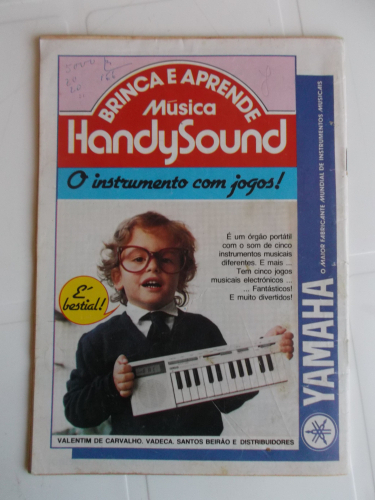 BRINCA E APRENDE
Música
HandySound
O instrumento com jogos!
É um órgão portátil
com o som de cinco
instrumentos musicais
diferentes. E mais ...
Tem cinco jogos
musicais electrónicos ...
... Fantásticos!
E muito divertidos!
É
bestial!
VALENTIM DE CARVALHO. VADECA. SANTOS BEIRÃO E DISTRIBUIDORES
YAMAHA
O MAIOR FABRICANTE MUNDIAL DE INSTRUMENTOS MUSICAIS